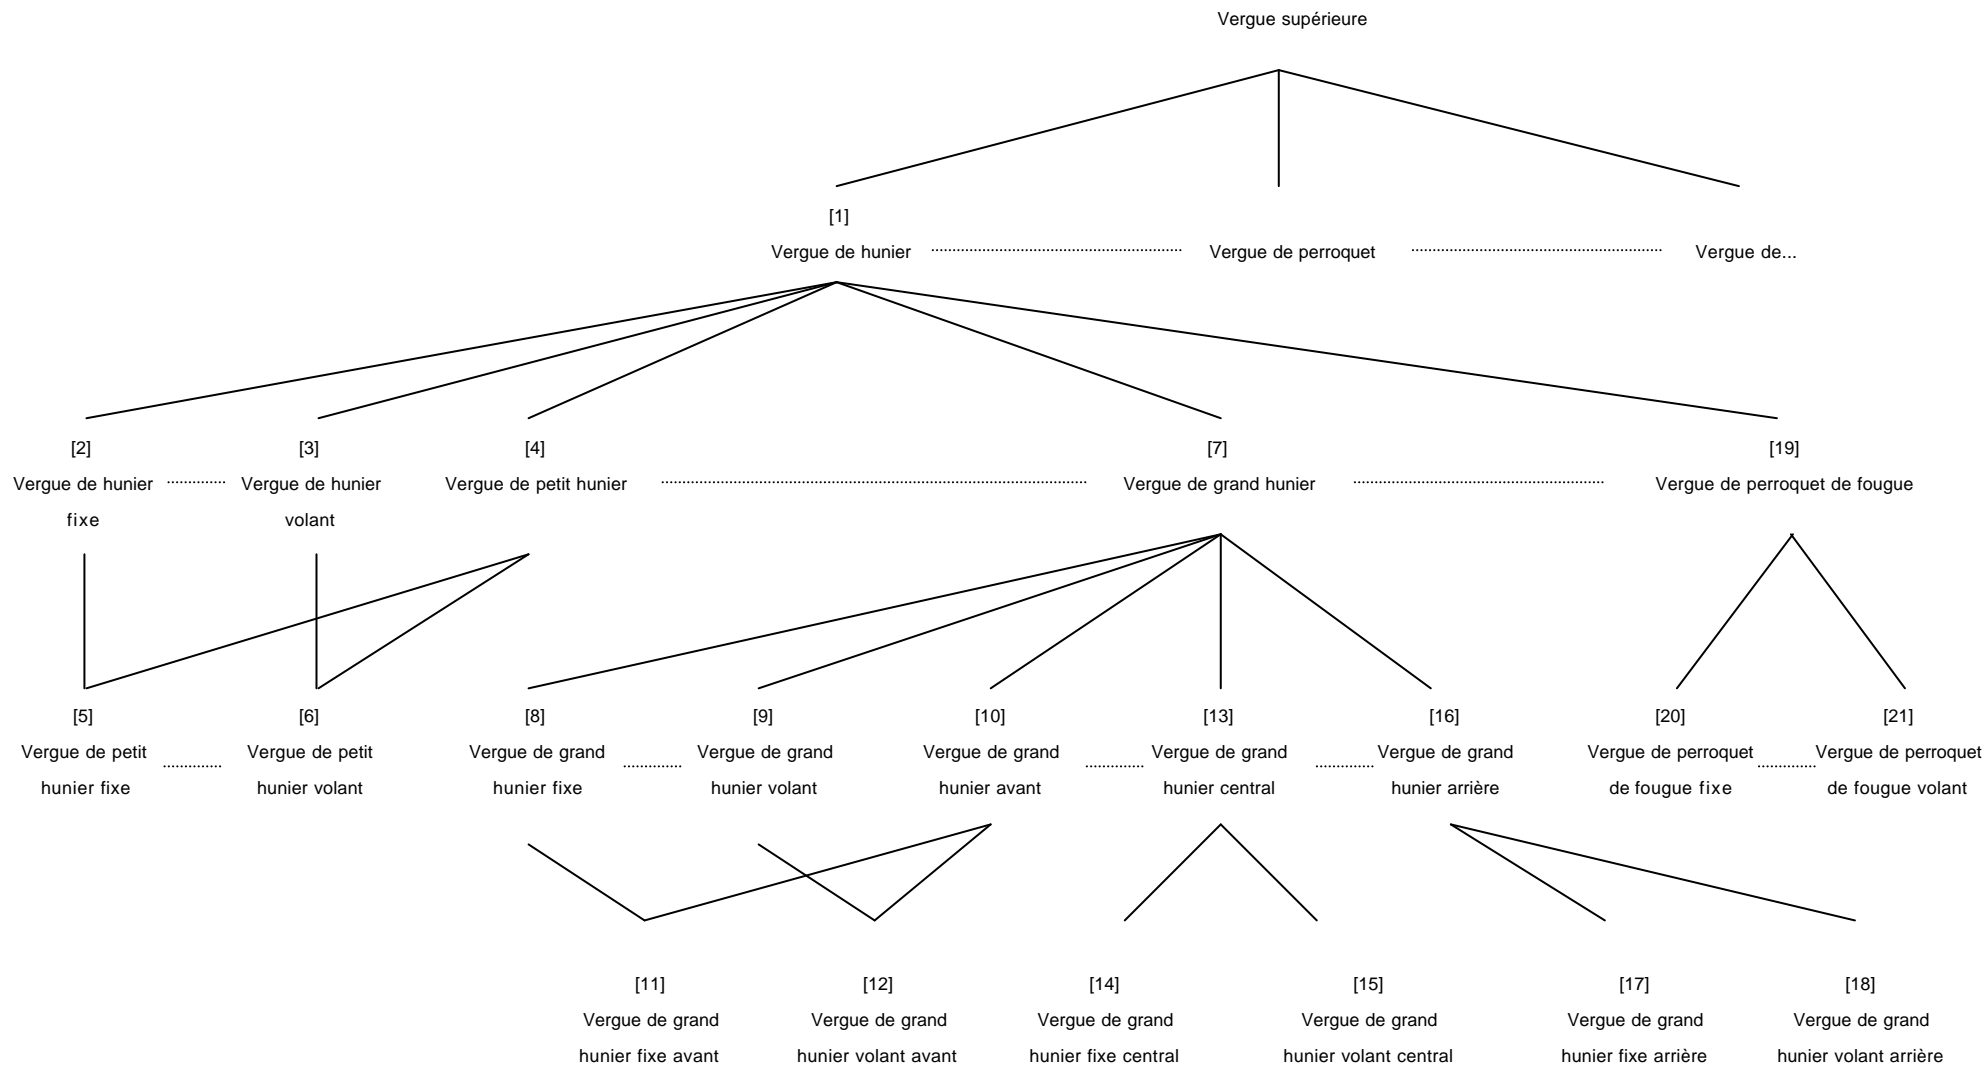 Vergue supérieure
[1]
Vergue de hunier
Vergue de perroquet
Vergue de...
[2]
Vergue de hunier
fixe
[3]
Vergue de hunier
volant
[4]
Vergue de petit hunier
[7]
Vergue de grand hunier
[19]
Vergue de perroquet de fougue
[5]
Vergue de petit
hunier fixe
[6]
Vergue de petit
hunier volant
[8]
Vergue de grand
hunier fixe
[9]
Vergue de grand
hunier volant
[10]
Vergue de grand
hunier avant
[13]
Vergue de grand
hunier central
[16]
Vergue de grand
hunier arrière
[20]
Vergue de perroquet
de fougue fixe
[21]
Vergue de perroquet
de fougue volant
[11]
Vergue de grand
hunier fixe avant
[12]
Vergue de grand
hunier volant avant
[14]
Vergue de grand
hunier fixe central
[15]
Vergue de grand
hunier volant central
[17]
Vergue de grand
hunier fixe arrière
[18]
Vergue de grand
hunier volant arrière